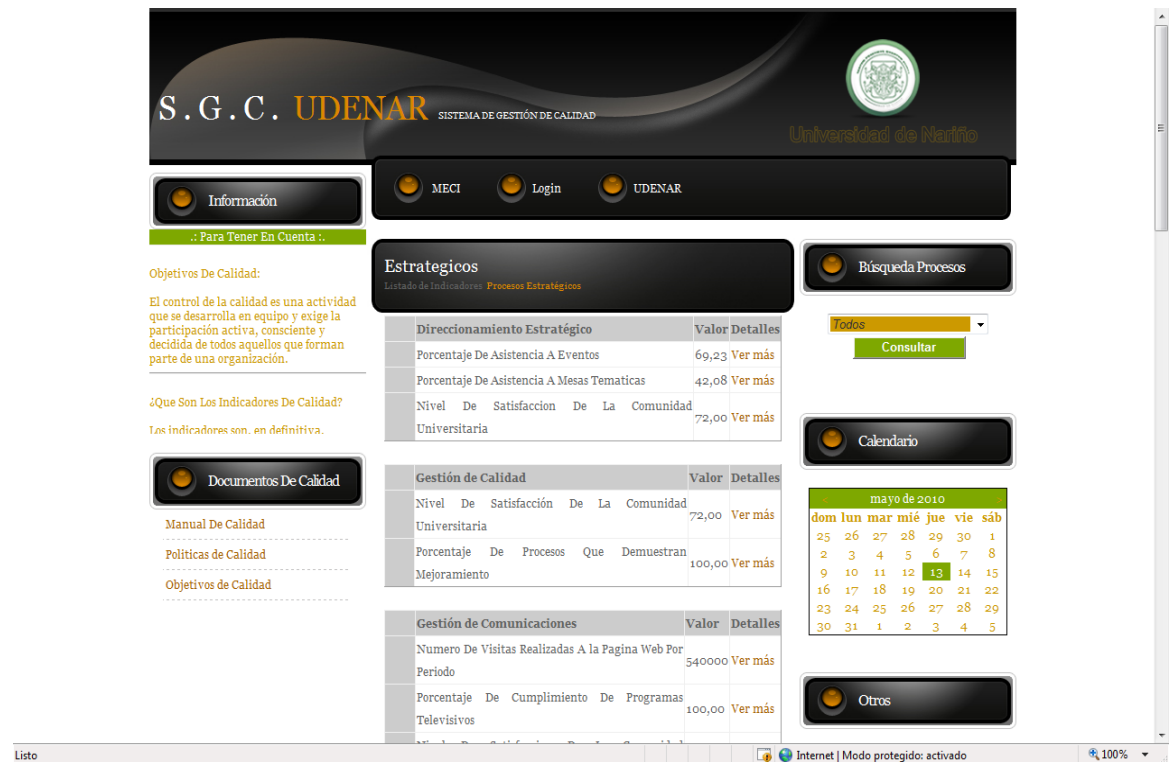 S.G.C. UDENAR SISTEMA DE GESTIÓN DE CALIDAD
Universidad de Nariño
MECI
Login
UDENAR
Información
.: Para Tener En Cuenta :.
Objetivos De Calidad:
El control de la calidad es una actividad
que se desarrolla en equipo y exige la
participación activa, consciente y
decidida de todos aquellos que forman
parte de una organización.
¿Que Son Los Indicadores De Calidad?
Los indicadores son, en definitiva,
Documentos De Calidad
Manual De Calidad
Politicas de Calidad
Objetivos de Calidad
Estrategicos
Listado de Indicadores Procesos Estratégicos
Direccionamiento Estratégico Valor Detalles
Porcentaje De Asistencia A Eventos 69,23 Ver más
Porcentaje De Asistencia A Mesas Tematicas 42,08 Ver más
Nivel De Satisfaccion De La Comunidad
Universitaria 72,00 Ver más
Gestión de Calidad Valor Detalles
Nivel De Satisfacción De La Comunidad
Universitaria 72,00 Ver más
Porcentaje De Procesos Que Demuestran
Mejoramiento 100,00 Ver más
Gestión de Comunicaciones Valor Detalles
Numero De Visitas Realizadas A la Pagina Web Por
Periodo 540000 Ver más
Porcentaje De Cumplimiento De Programas
Televisivos 100,00 Ver más
Búsqueda Procesos
Todos
Consultar
Calendario
< mayo de 2010 >
dom lun mar mié jue vie sáb
25 26 27 28 29 30 1
2 3 4 5 6 7 8
9 10 11 12 13 14 15
16 17 18 19 20 21 22
23 24 25 26 27 28 29
30 31 1 2 3 4 5
Otros
Listo
Internet | Modo protegido: activado
100%